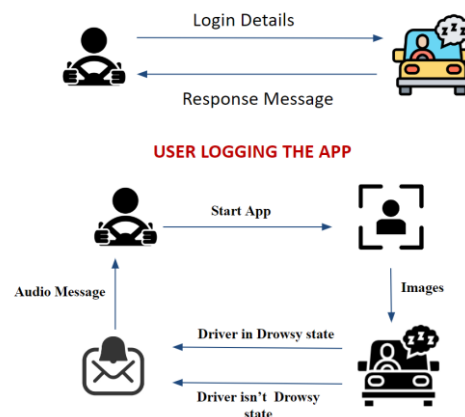 Login Details
Response Message
USER LOGGING THE APP
Start App
Audio Message
Images
Driver in Drowsy state
Driver isn't Drowsy
state
z z z
z z z